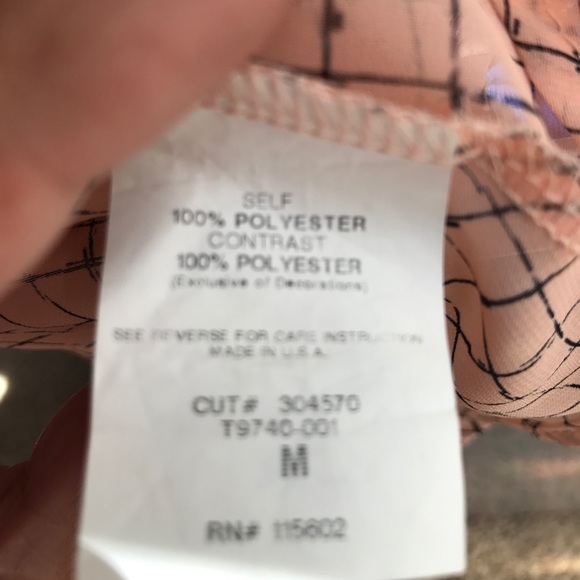 SELF
100% POLYESTER
CONTRAST
100% POLYESTER
(Exclusive of Decorations)
SEE REVERSE FOR CARE INSTRUCTION
MADE IN U.S.A.
CUT# 304570
T9740-001
M
RN# 115602